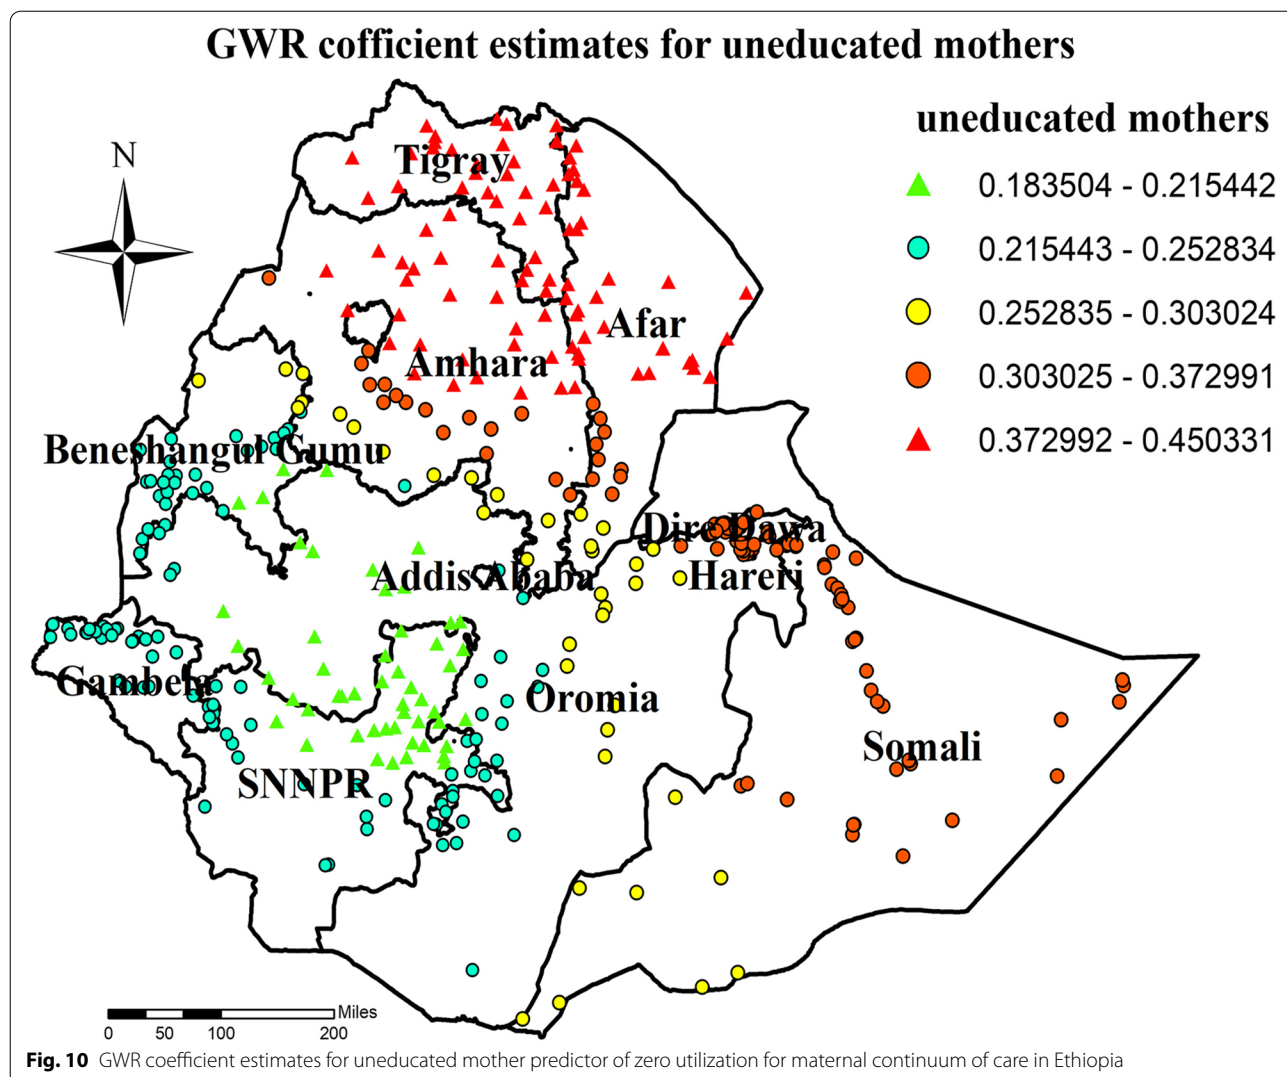 GWR cofficient estimates for uneducated mothers
uneducated mothers
N
0.183504 - 0.215442
0.215443 - 0.252834
0.252835 - 0.303024
0.303025 - 0.372991
0.372992 - 0.450331
Tigray
Afar
Amhara
Beneshangul Gumu
Dire Dawa
Addis Ababa
Hareri
Gambela
Oromia
Somali
SNNPR
Miles
0 50 100 200
Fig. 10 GWR coefficient estimates for uneducated mother predictor of zero utilization for maternal continuum of care in Ethiopia